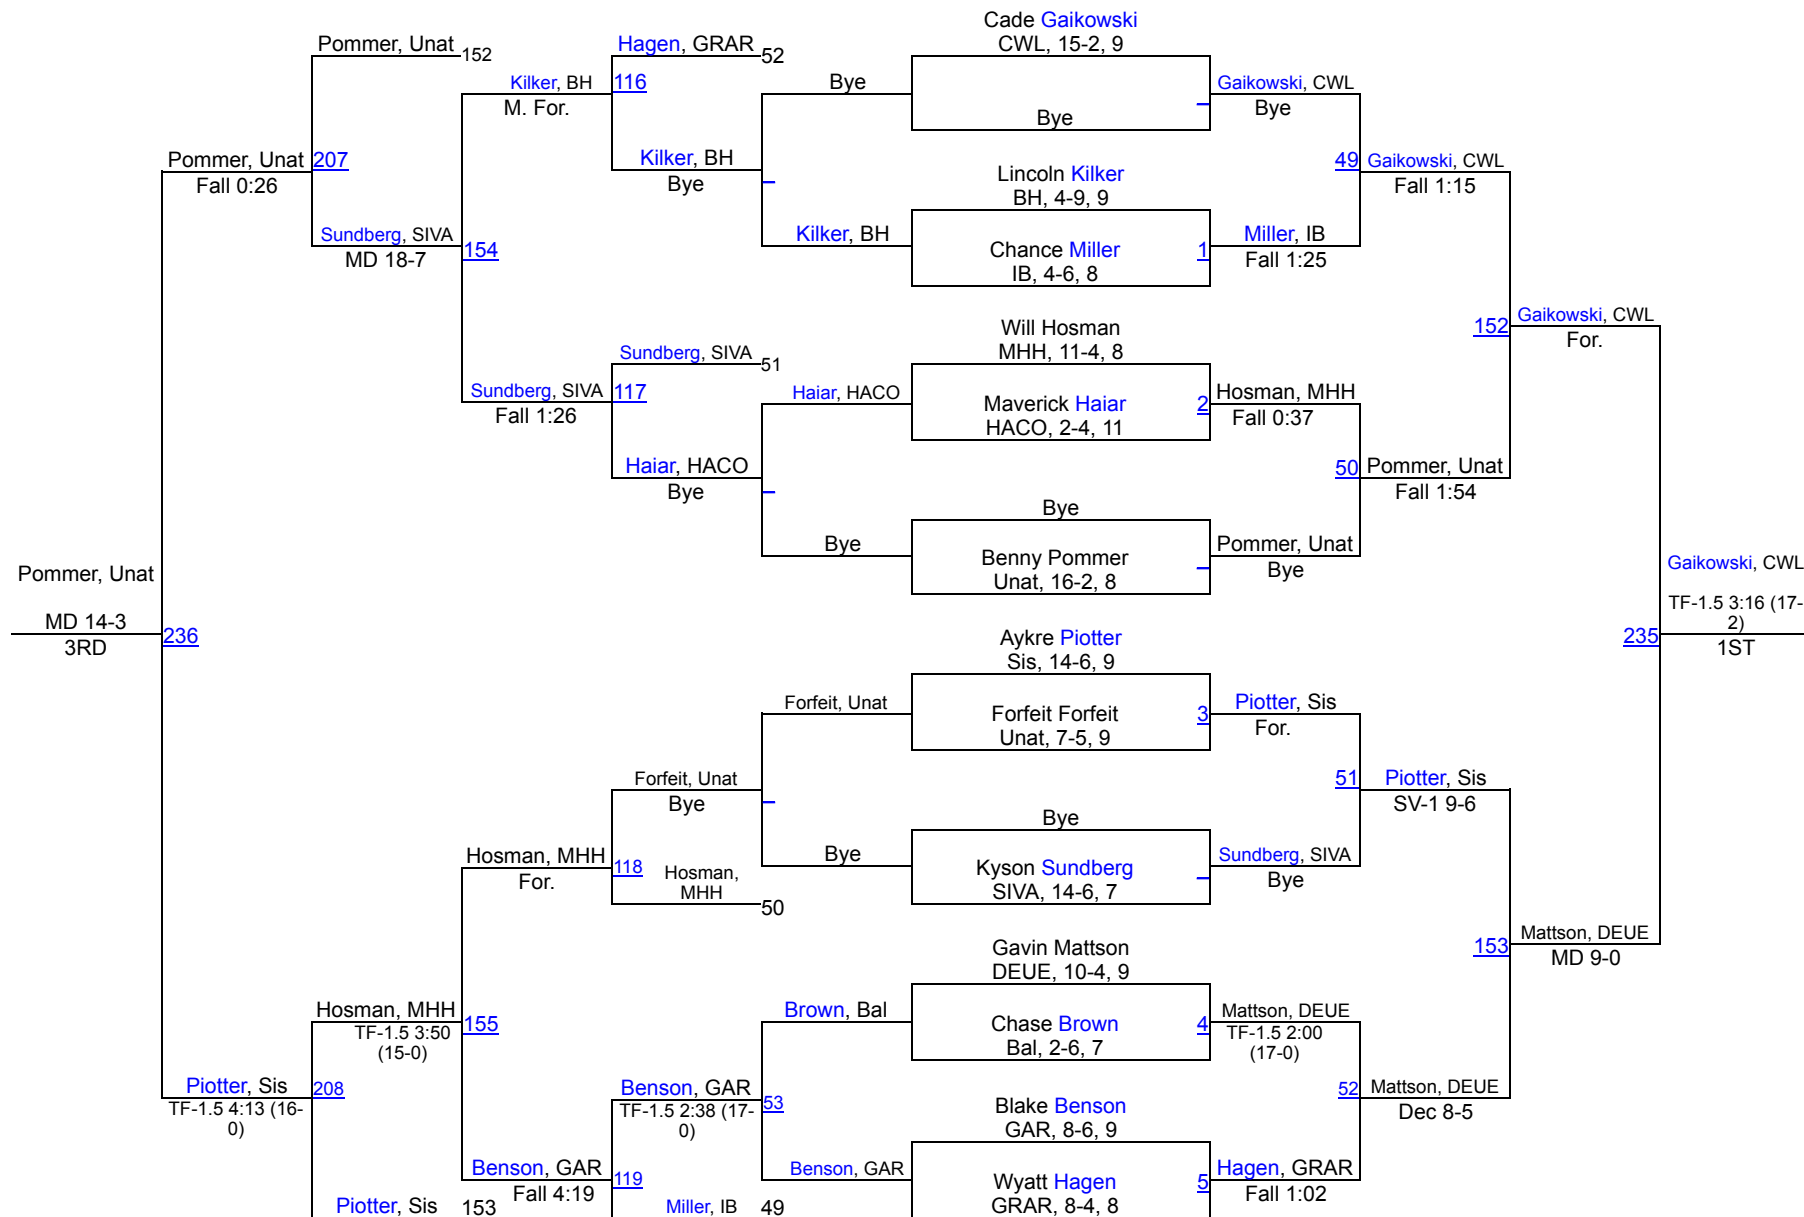 Cade Gaikowski
CWL, 15-2, 9
Pommer, Unat
152
Hagen, GRAR
52
Kilker, BH
116
M. For.
Bye
Gaikowski, CWL
Bye
Bye
Pommer, Unat
207
Fall 0:26
Kilker, BH
Bye
Lincoln Kilker
BH, 4-9, 9
49
Gaikowski, CWL
Fall 1:15
Sundberg, SIVA
154
MD 18-7
Kilker, BH
Chance Miller
IB, 4-6, 8
1
Miller, IB
Fall 1:25
Will Hosman
MHH, 11-4, 8
152
Gaikowski, CWL
For.
Sundberg, SIVA
51
Sundberg, SIVA
117
Fall 1:26
Haiar, HACO
Maverick Haiar
HACO, 2-4, 11
2
Hosman, MHH
Fall 0:37
Haiar, HACO
Bye
50
Pommer, Unat
Fall 1:54
Bye
Bye
Benny Pommer
Unat, 16-2, 8
Pommer, Unat
Bye
Pommer, Unat
MD 14-3
3RD
236
Gaikowski, CWL
TF-1.5 3:16 (17-
2)
235
1ST
Aykre Piotter
Sis, 14-6, 9
Forfeit, Unat
Forfeit Forfeit
Unat, 7-5, 9
3
Piotter, Sis
For.
Forfeit, Unat
Bye
51
Piotter, Sis
SV-1 9-6
Bye
Hosman, MHH
118
For.
Hosman,
MHH
50
Bye
Kyson Sundberg
SIVA, 14-6, 7
Sundberg, SIVA
Bye
Gavin Mattson
DEUE, 10-4, 9
153
Mattson, DEUE
MD 9-0
Hosman, MHH
155
TF-1.5 3:50
(15-0)
Brown, Bal
Chase Brown
Bal, 2-6, 7
4
Mattson, DEUE
TF-1.5 2:00
(17-0)
Piotter, Sis
208
TF-1.5 4:13 (16-
0)
Benson, GAR
53
TF-1.5 2:38 (17-
0)
Blake Benson
GAR, 8-6, 9
52
Mattson, DEUE
Dec 8-5
Benson, GAR
119
Fall 4:19
Benson, GAR
Wyatt Hagen
GRAR, 8-4, 8
5
Hagen, GRAR
Fall 1:02
Piotter, Sis
153
Miller, IB
49